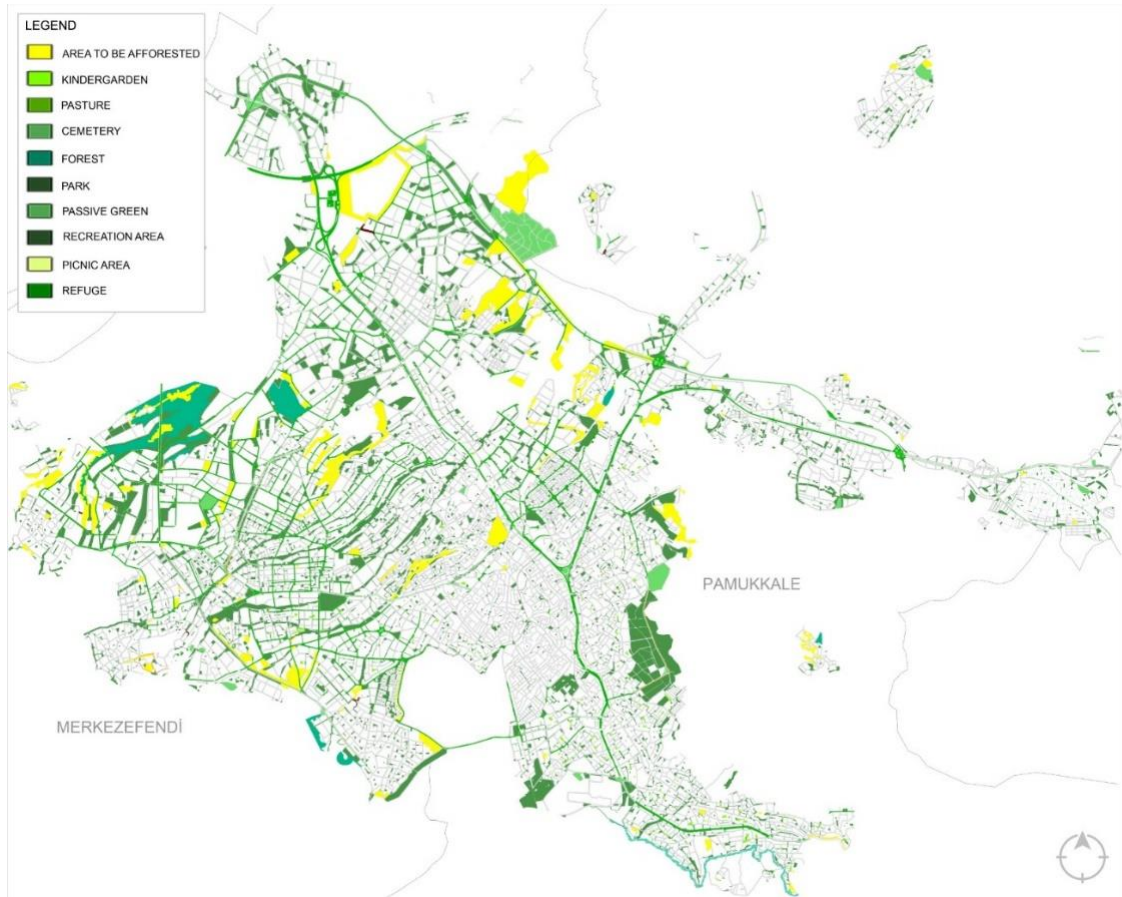 LEGEND
AREA TO BE AFFORESTED
KINDERGARDEN
PASTURE
CEMETERY
FOREST
PARK
PASSIVE GREEN
RECREATION AREA
PICNIC AREA
REFUGE
PAMUKKALE
MERKEZEFENDİ